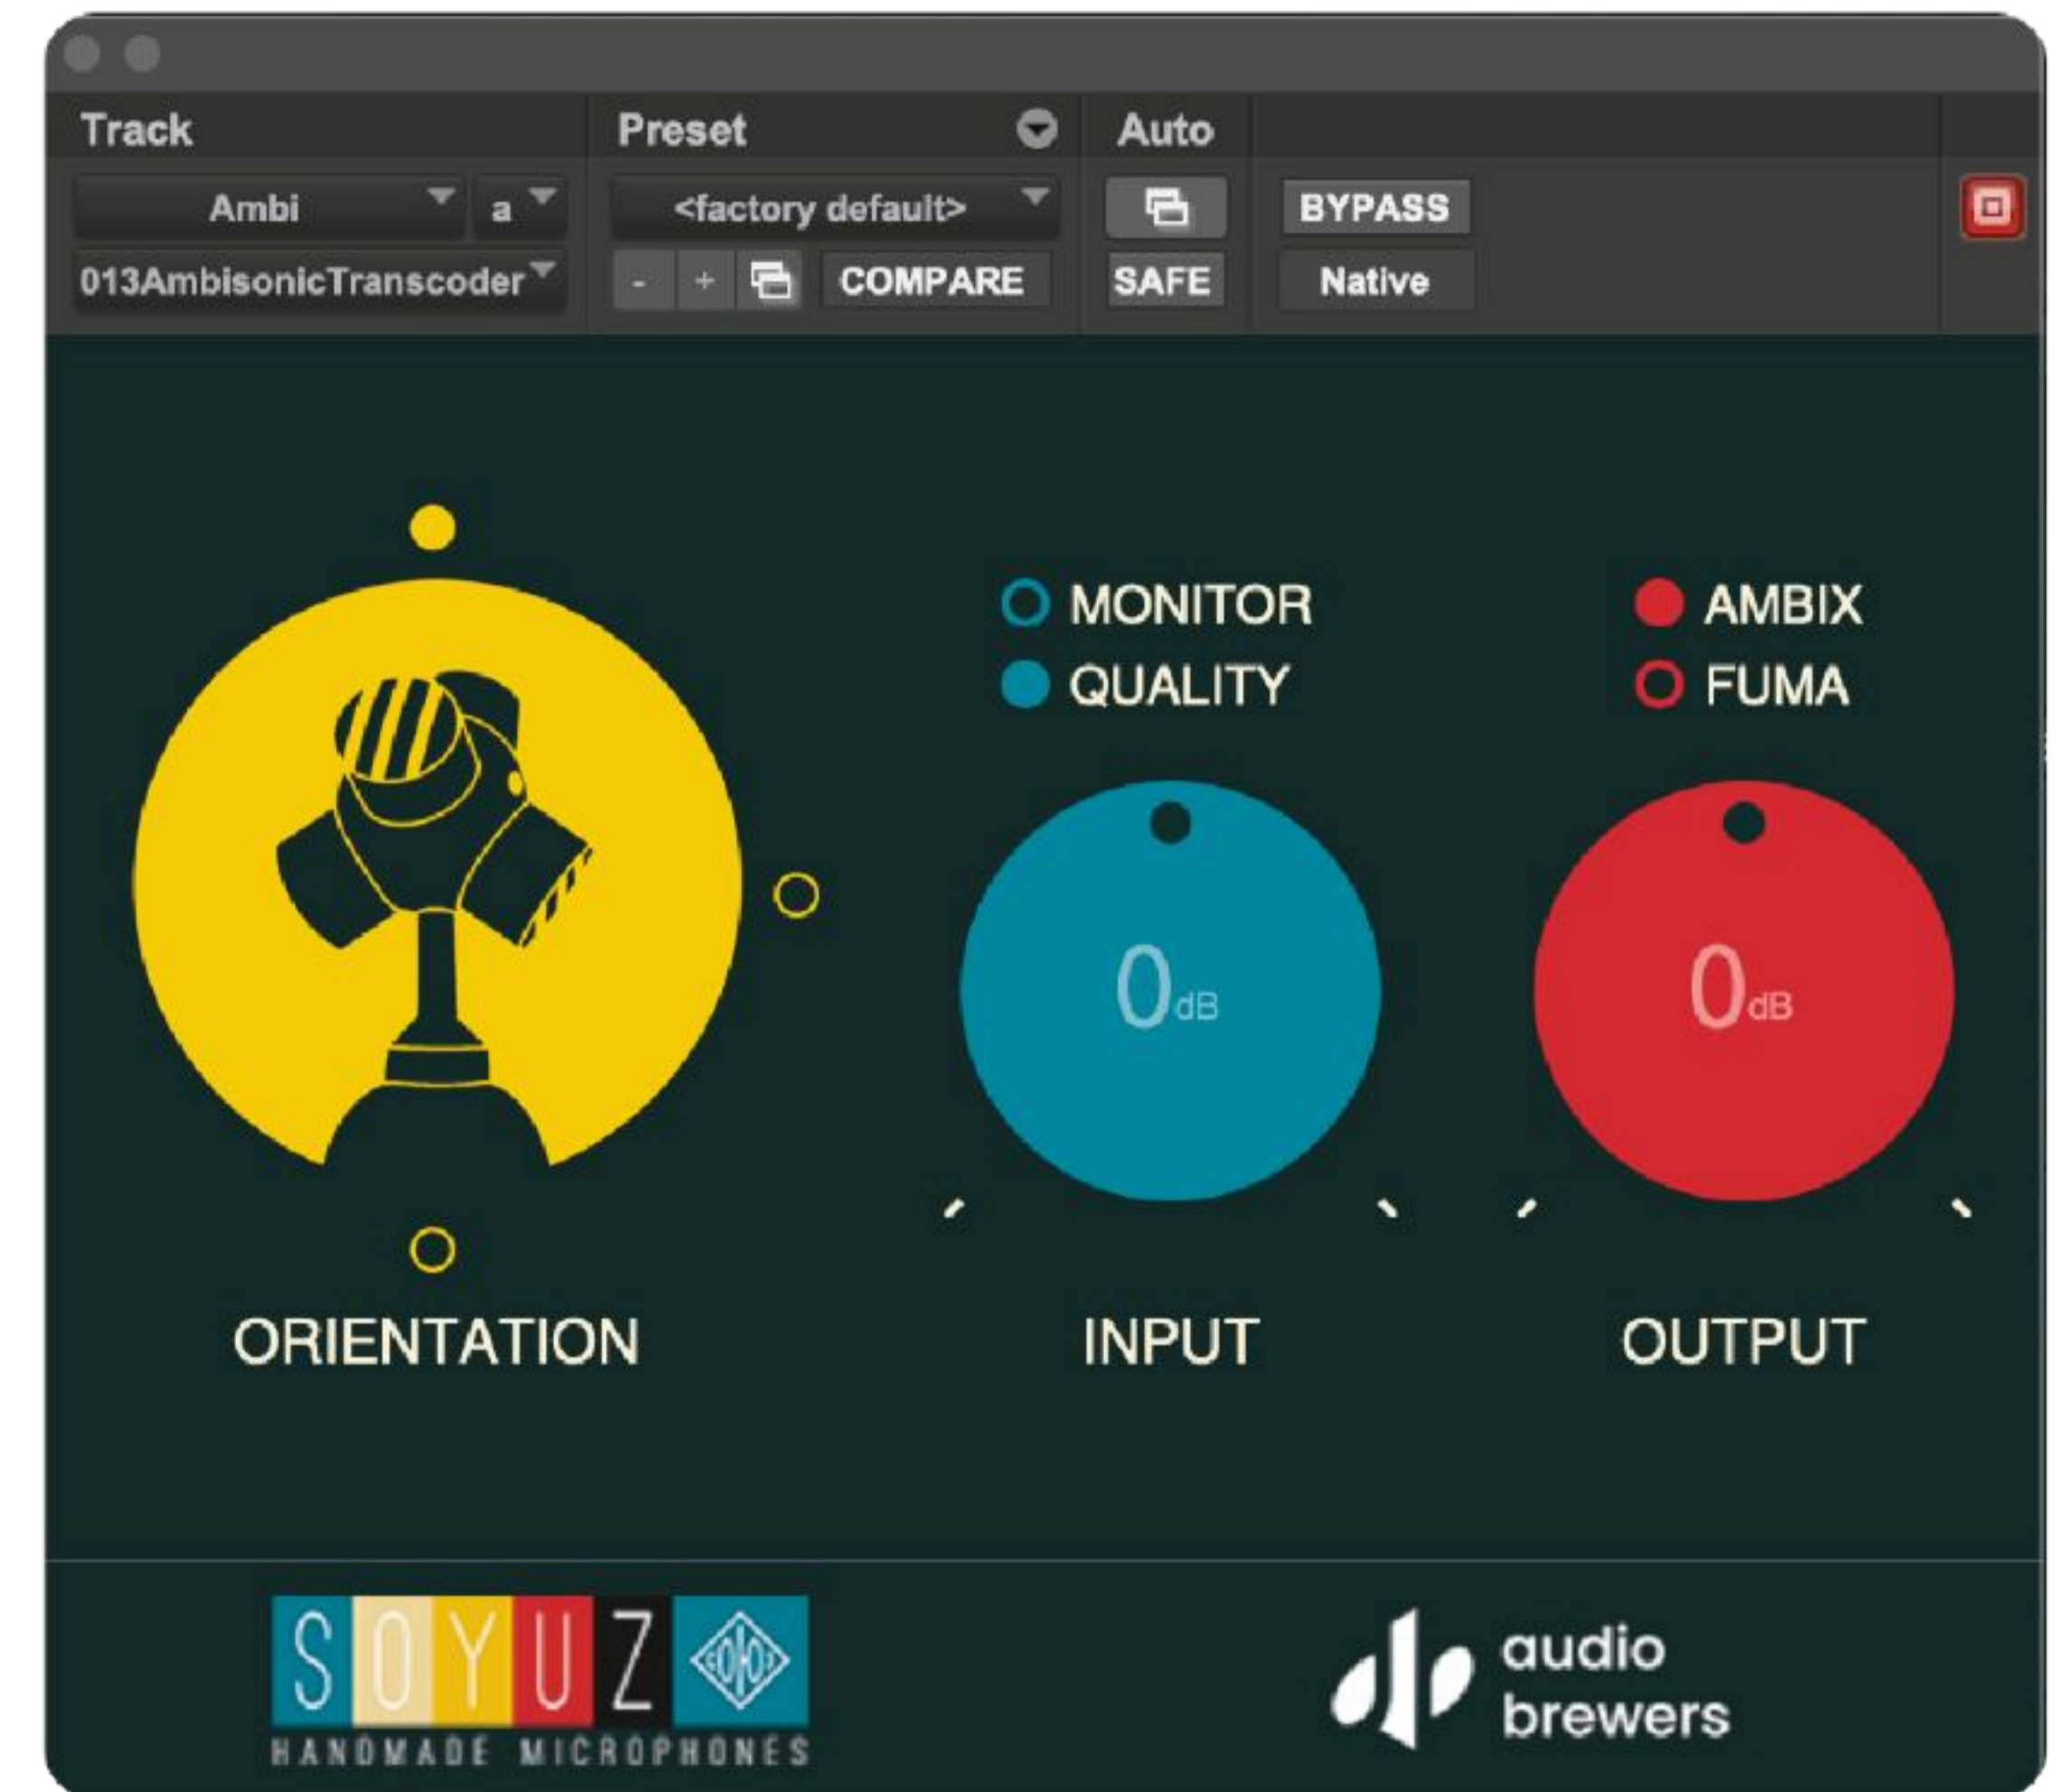 Track
Preset
Auto
Ambi
a
<factory default>
BYPASS
013AmbisonicTranscoder
-
+
COMPARE
SAFE
Native
MONITOR
QUALITY
AMBIX
FUMA
0dB
0dB
ORIENTATION
INPUT
OUTPUT
SOYUZ
HANDMADE MICROPHONES
audio
brewers